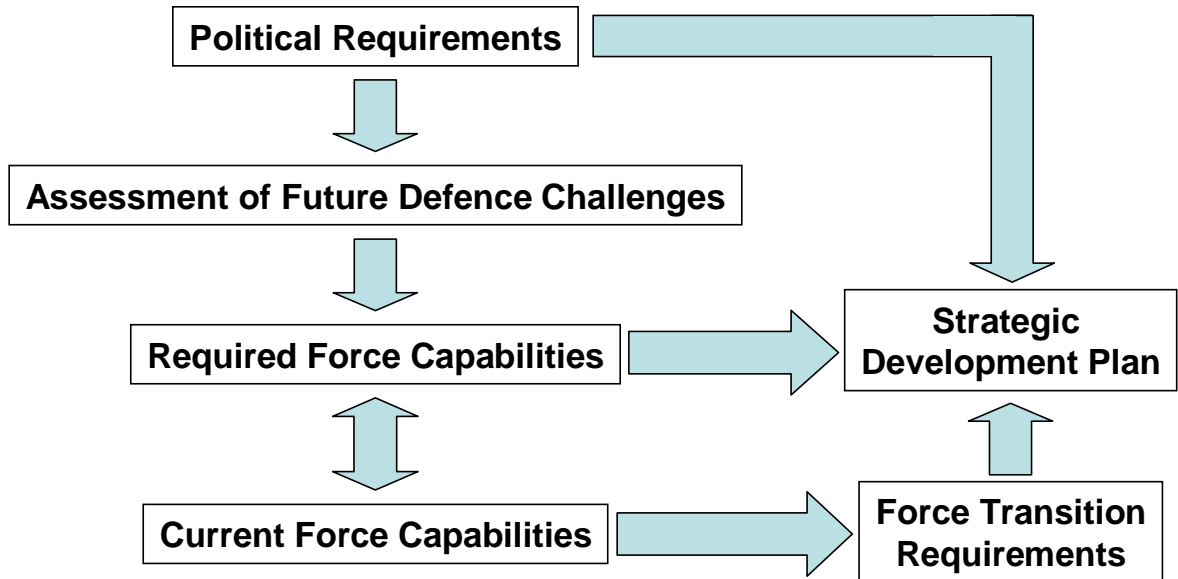 Political Requirements
Assessment of Future Defence Challenges
Required Force Capabilities
Strategic
Development Plan
Current Force Capabilities
Force Transition
Requirements